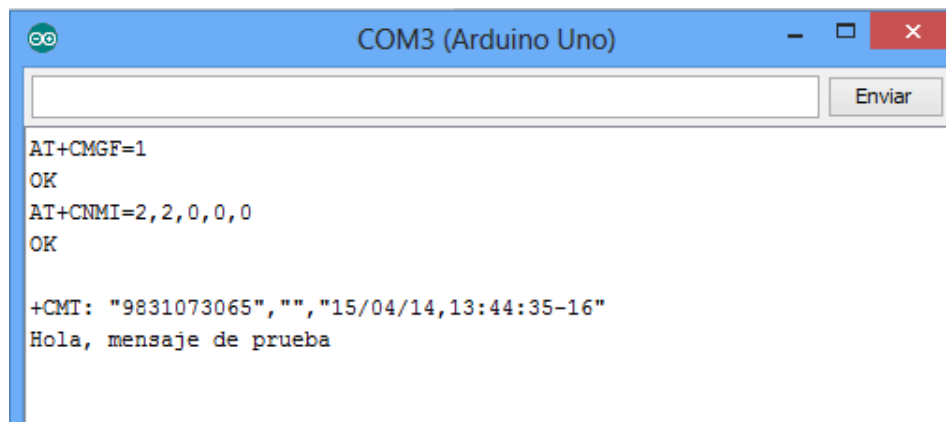 COM3 (Arduino Uno)
Enviar
AT+CMGF=1
OK
AT+CNMI=2,2,0,0,0
OK
+CMT: "9831073065","","15/04/14,13:44:35-16"
Hola, mensaje de prueba